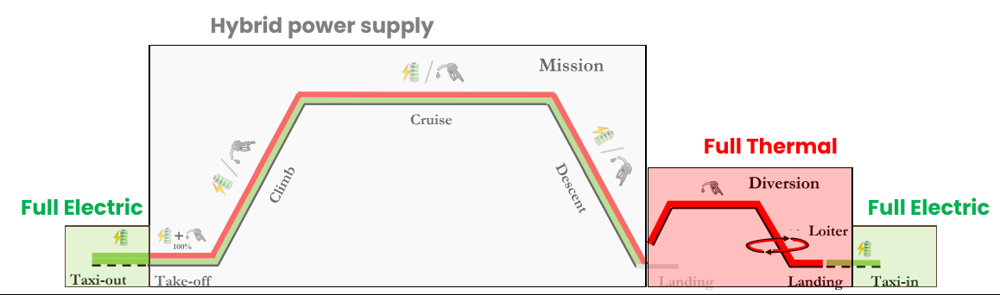 Hybrid power supply
Mission
Cruise
Climb
Descent
Full Thermal
Diversion
Loiter
Full Electric
Full Electric
+
100%
Taxi-out
Take-off
Landing
Landing
Taxi-in